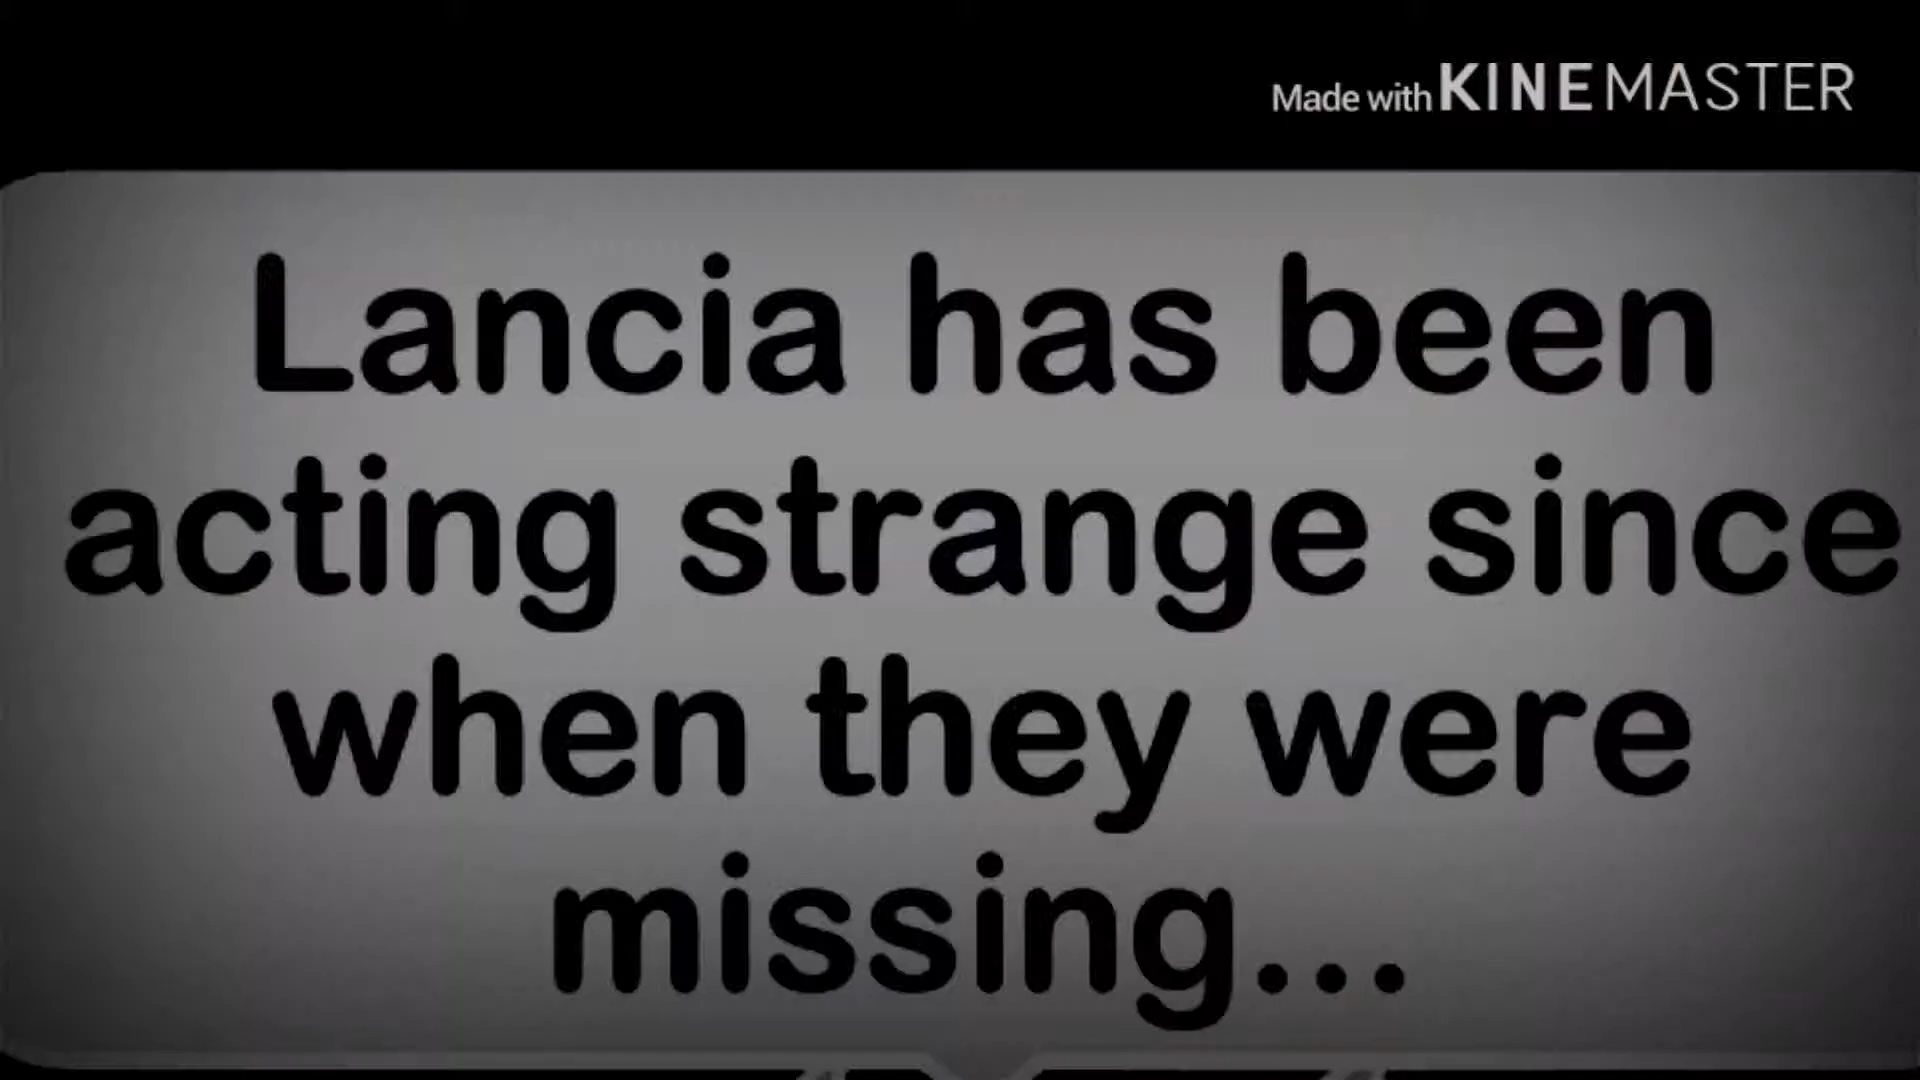 Made with KINEMASTER
Lancia has been
acting strange since
when they were
missing...